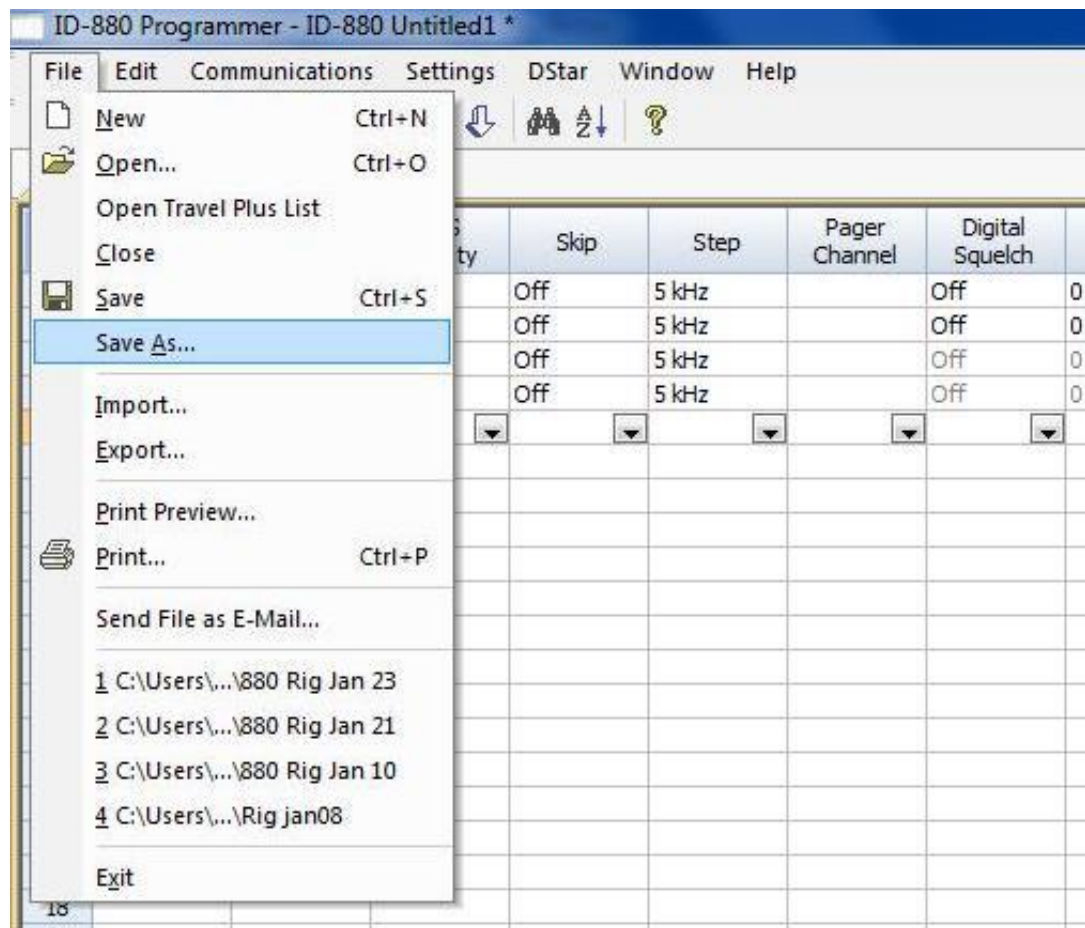 ID-880 Programmer - ID-880 Untitled1 *
File Edit Communications Settings DStar Window Help
New Ctrl+N
Open... Ctrl+O
Open Travel Plus List
Close
Save Ctrl+S
Save As...
Import...
Export...
Print Preview...
Print... Ctrl+P
Send File as E-Mail...
1 C:\Users\...\880 Rig Jan 23
2 C:\Users\...\880 Rig Jan 21
3 C:\Users\...\880 Rig Jan 10
4 C:\Users\...\Rig jan08
Exit
ty Skip Step Pager Channel Digital Squelch
Off 5 kHz Off 0
Off 5 kHz Off 0
Off 5 kHz Off 0
Off 5 kHz Off 0
18